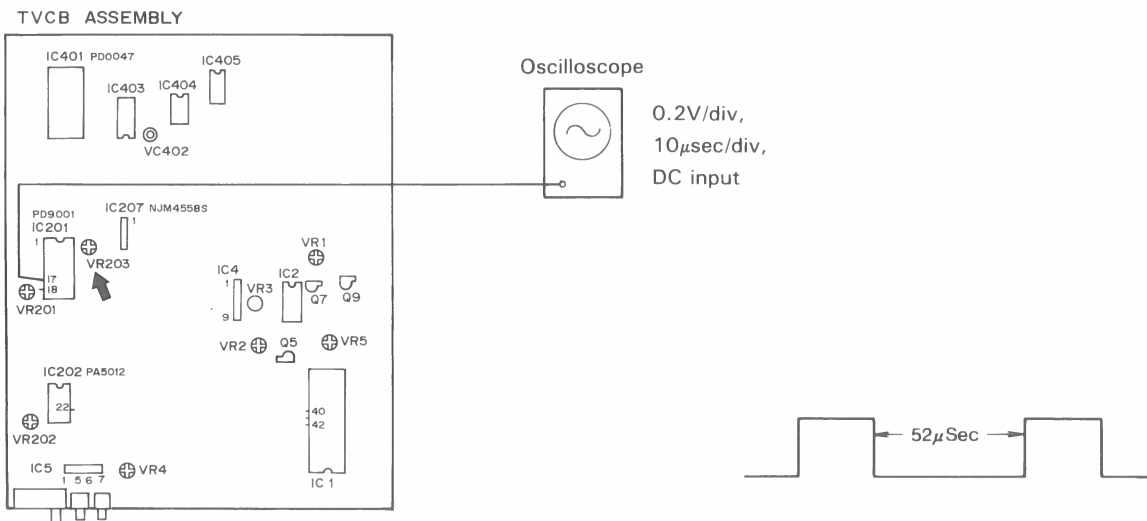 TVCB ASSEMBLY
IC401 PD0047
IC405
IC403
IC404
VC402
Oscilloscope
0.2V/div,
10μsec/div,
DC input
PD9001
IC201
1
IC207 NJM4558S
1
VR203
17
18
VR201
VR1
IC4
1
VR3
9
IC2
Q7
Q9
VR2
Q5
VR5
IC202 PA5012
22
VR202
40
42
IC5
1 5 6 7
VR4
IC1
52μSec